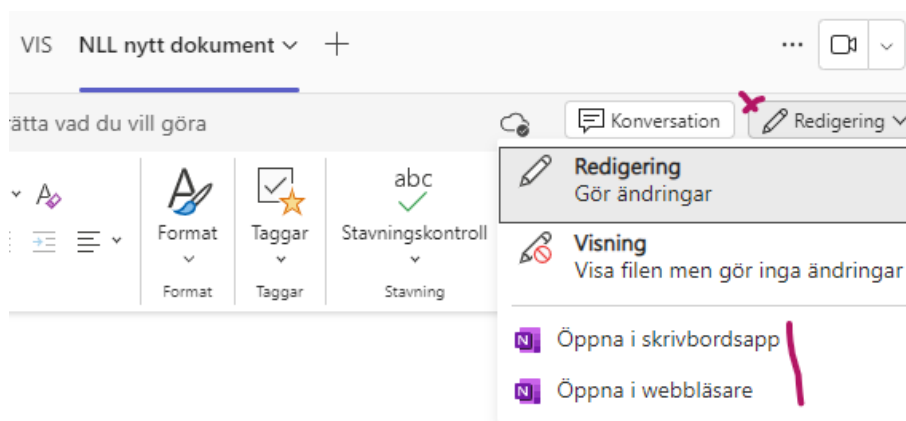 VIS NLL nytt dokument
rätta vad du vill göra Konversation Redigering
Redigering
Gör ändringar
abc
Format Taggar Stavningskontroll
Visning
Visa filen men gör inga ändringar
Format Taggar Stavning
Öppna i skrivbordsapp
Öppna i webbläsare